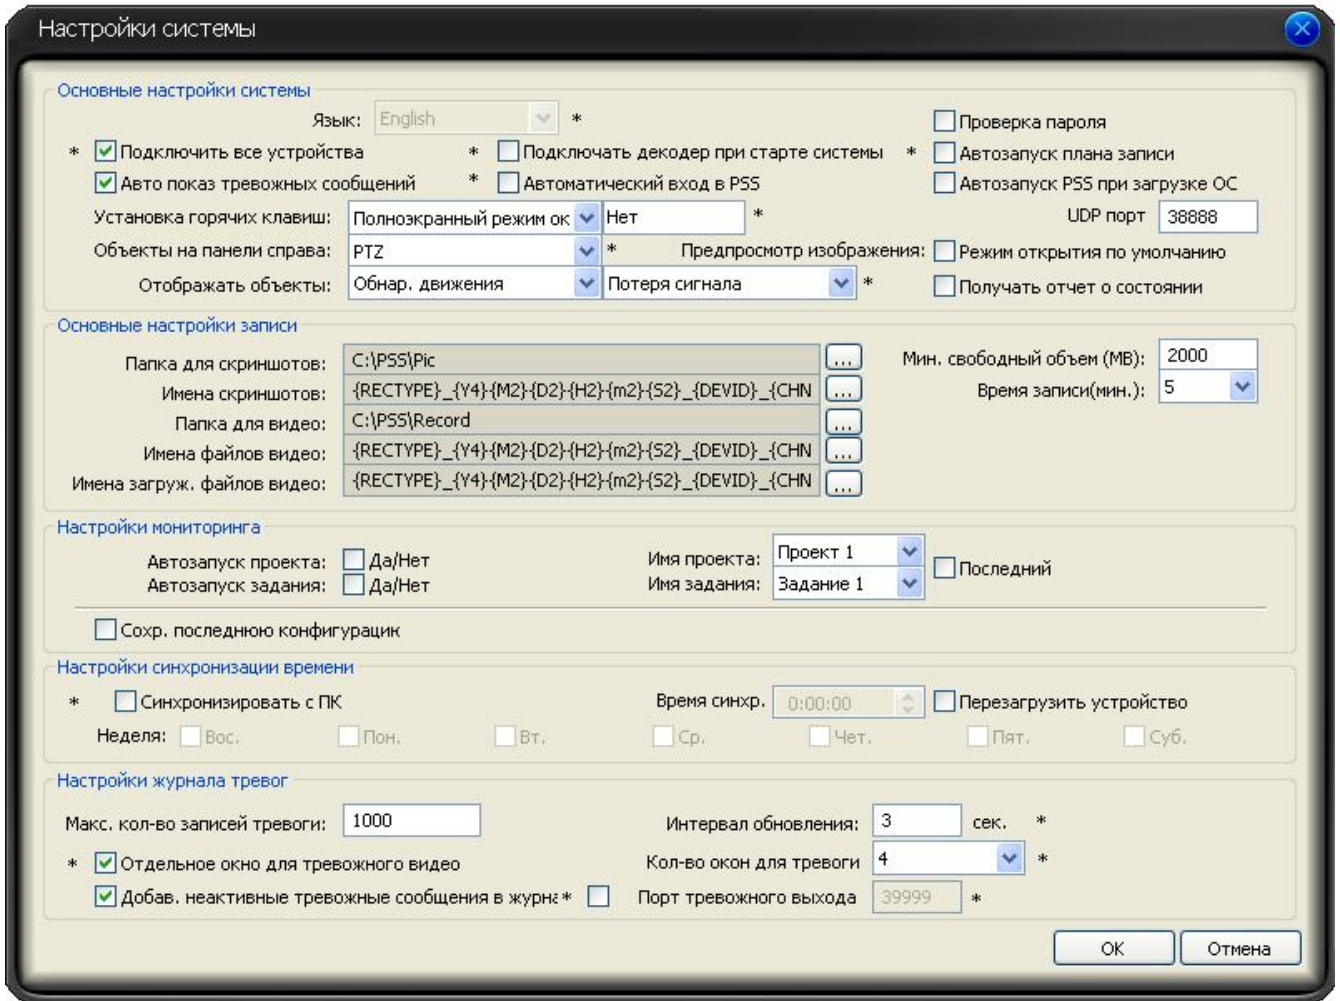 Настройки системы
Основные настройки системы
Язык: English *
Проверка пароля
* Подключить все устройства * Подключать декодер при старте системы * Автозапуск плана записи
Авто показ тревожных сообщений * Автоматический вход в PSS Автозапуск PSS при загрузке ОС
Установка горячих клавиш: Полноэкранный режим ок Нет * UDP порт 38888
Объекты на панели справа: PTZ * Предпросмотр изображения: Режим открытия по умолчанию
Отображать объекты: Обнар. движения Потеря сигнала * Получать отчет о состоянии
Основные настройки записи
Папка для скриншотов: C:\PSS\Pic ... Мин. свободный объем (МВ): 2000
Имена скриншотов: {RECTYPE}_{Y4}-{M2}-{D2}-{H2}-{m2}-{S2}_{DEVID}_{CHN ... Время записи(мин.): 5
Папка для видео: C:\PSS\Record ...
Имена файлов видео: {RECTYPE}_{Y4}-{M2}-{D2}-{H2}-{m2}-{S2}_{DEVID}_{CHN ...
Имена загруж. файлов видео: {RECTYPE}_{Y4}-{M2}-{D2}-{H2}-{m2}-{S2}_{DEVID}_{CHN ...
Настройки мониторинга
Автозапуск проекта: Да/Нет Имя проекта: Проект 1
Последний
Автозапуск задания: Да/Нет Имя задания: Задание 1
Сохр. последнюю конфигурацик
Настройки синхронизации времени
* Синхронизировать с ПК Время синхр. 0:00:00 Перезагрузить устройство
Неделя: Вос. Пон. Вт. Ср. Чет. Пят. Суб.
Настройки журнала тревог
Макс. кол-во записей тревоги: 1000 Интервал обновления: 3 сек. *
* Отдельное окно для тревожного видео Кол-во окон для тревоги 4 *
Добав. неактивные тревожные сообщения в журна * Порт тревожного выхода 39999 *
OK Отмена